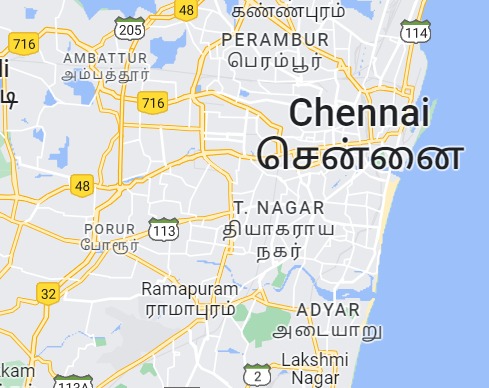 கண்ணபுரம்
48
205
114
716
PERAMBUR
பெரம்பூர்
AMBATTUR
அம்பத்தூர்
716
Chennai
சென்னை
48
T. NAGAR
தியாகராய
நகர்
PORUR
போரூர்
113
32
Ramapuram
ராமாபுரம்
ADYAR
அடையாறு
Lakshmi
Nagar
2
113A